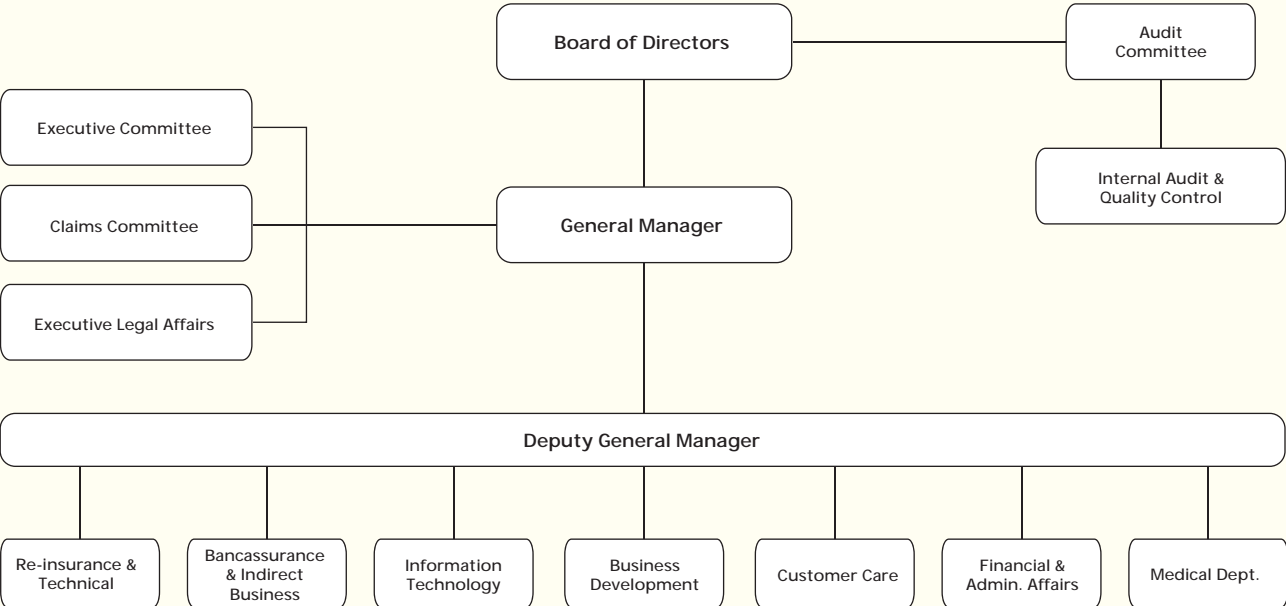 Board of Directors
Audit
Committee
Executive Committee
Internal Audit &
Quality Control
Claims Committee
General Manager
Executive Legal Affairs
Deputy General Manager
Re-insurance &
Technical
Bancassurance
& Indirect
Business
Information
Technology
Business
Development
Customer Care
Financial &
Admin. Affairs
Medical Dept.